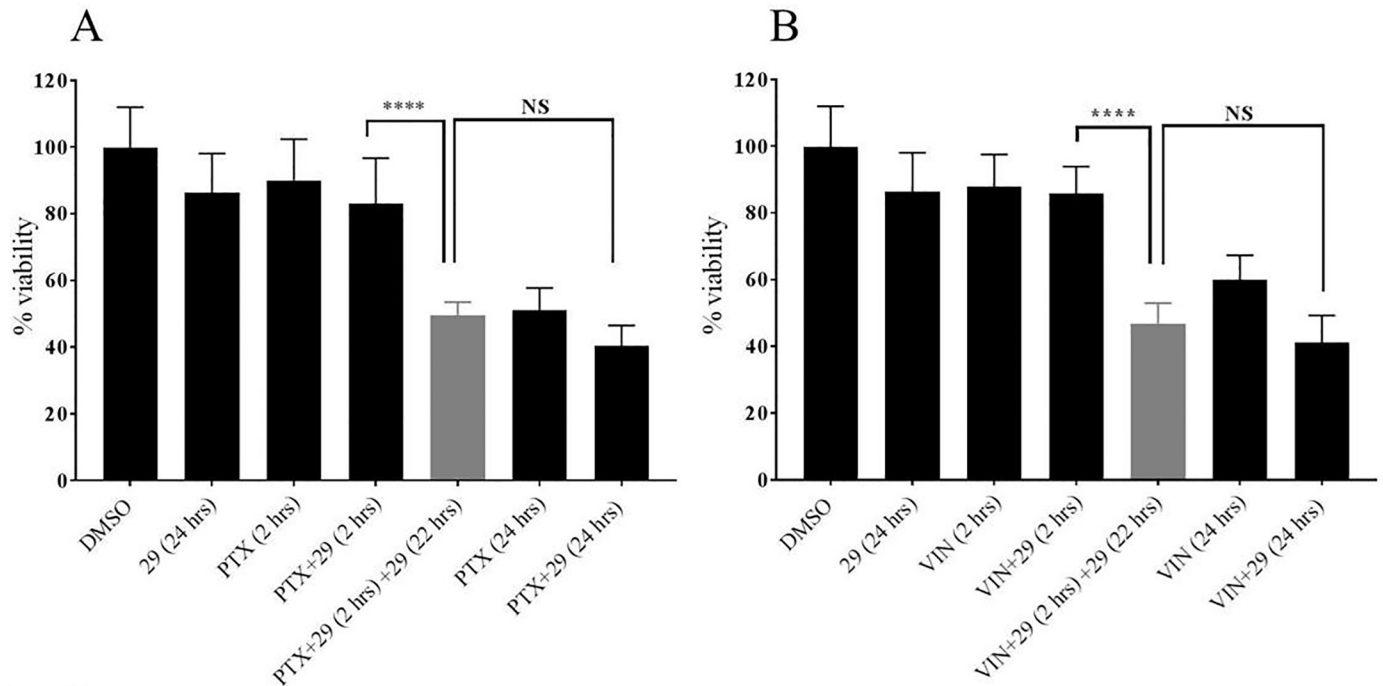 A
120
100
80
60
40
20
0
% viability
****
NS
DMSO
29 (24 hrs)
PTX (2 hrs)
PTX+29 (2 hrs)
PTX+29 (2 hrs) +29 (22 hrs)
PTX (24 hrs)
PTX+29 (24 hrs)
B
120
100
80
60
40
20
0
% viability
****
NS
DMSO
29 (24 hrs)
VIN (2 hrs)
VIN+29 (2 hrs)
VIN+29 (2 hrs) +29 (22 hrs)
VIN (24 hrs)
VIN+29 (24 hrs)